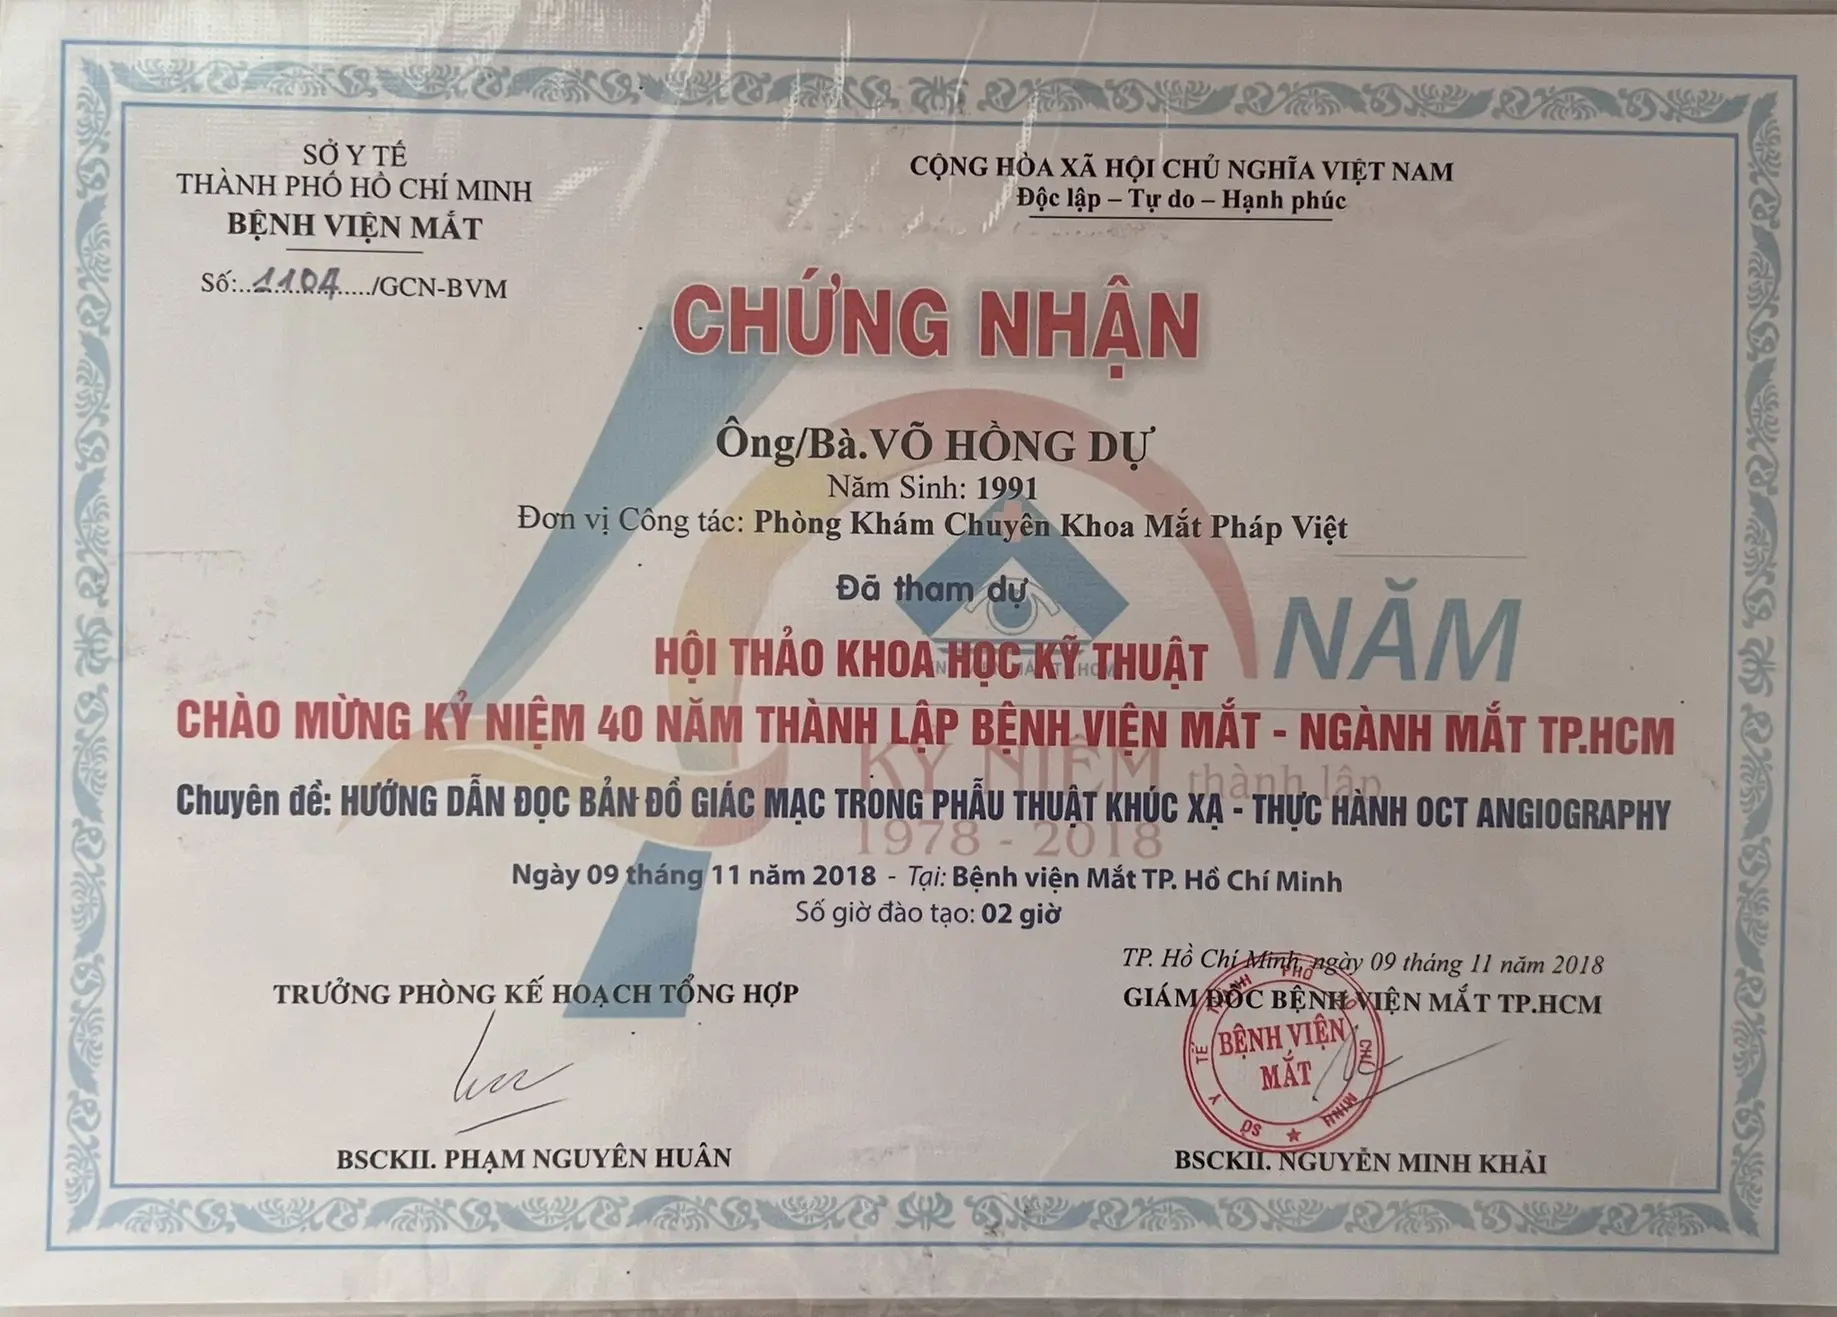 SỞ Y TẾ
THÀNH PHỐ HỒ CHÍ MINH
BỆNH VIỆN MẮT
Số:..1104...../GCN-BVM
CỘNG HÒA XÃ HỘI CHỦ NGHĨA VIỆT NAM
Độc lập – Tự do – Hạnh phúc
CHỨNG NHẬN
Ông/Bà.VÕ HỒNG DỰ
Năm Sinh: 1991
Đơn vị Công tác: Phòng Khám Chuyên Khoa Mắt Pháp Việt
Đã tham dự
HỘI THẢO KHOA HỌC KỸ THUẬT
NĂM
CHÀO MỪNG KỶ NIỆM 40 NĂM THÀNH LẬP BỆNH VIỆN MẮT - NGÀNH MẮT TP.HCM
KỶ NIỆM thành lập
Chuyên đề: HƯỚNG DẪN ĐỌC BẢN ĐỒ GIÁC MẠC TRONG PHẪU THUẬT KHÚC XẠ - THỰC HÀNH OCT ANGIOGRAPHY
1978 - 2018
Ngày 09 tháng 11 năm 2018 - Tại: Bệnh viện Mắt TP. Hồ Chí Minh
Số giờ đào tạo: 02 giờ
TP. Hồ Chí Minh, ngày 09 tháng 11 năm 2018
TRƯỞNG PHÒNG KẾ HOẠCH TỔNG HỢP
GIÁM ĐỐC BỆNH VIỆN MẮT TP.HCM
SỞ Y TẾ THÀNH PHỐ HỒ CHÍ MINH
BỆNH VIỆN
MẮT
BSCKII. PHẠM NGUYÊN HUÂN
BSCKII. NGUYỄN MINH KHẢI